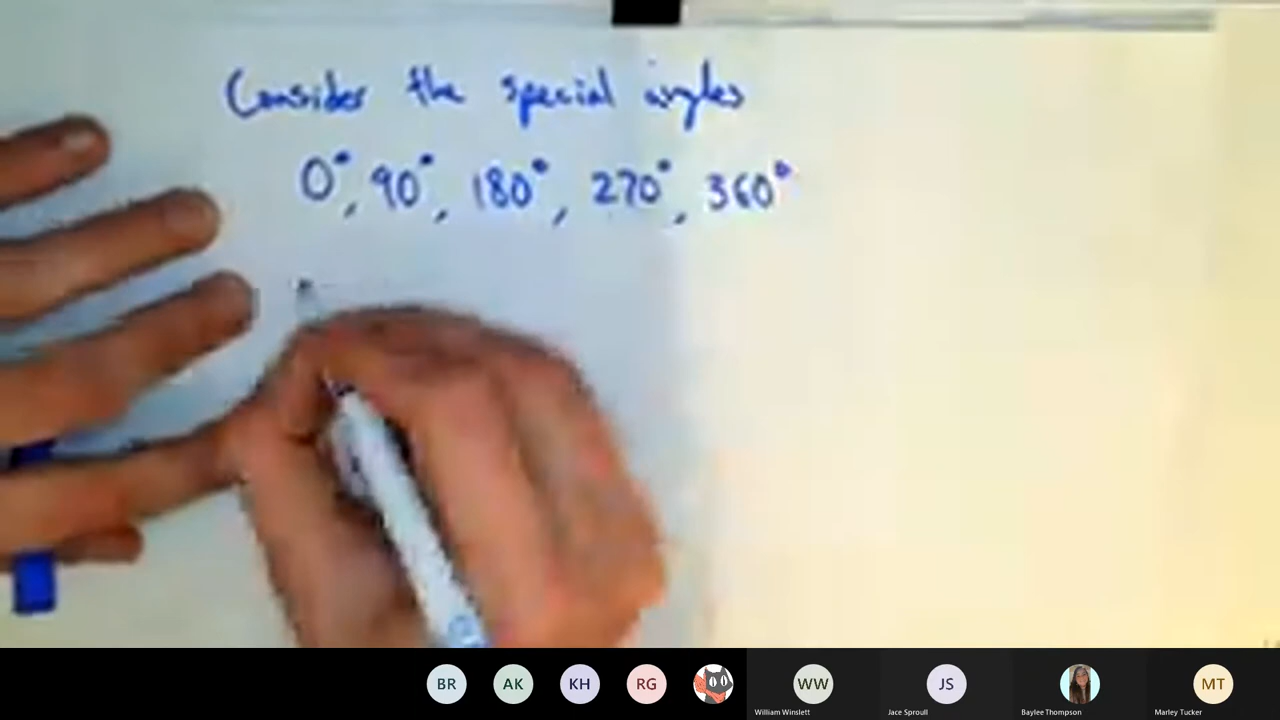 Consider the special angles
0°, 90°, 180°, 270°, 360°
BR AK KH RG WW JS MT
William Winslett Jace Sproull Baylee Thompson Marley Tucker